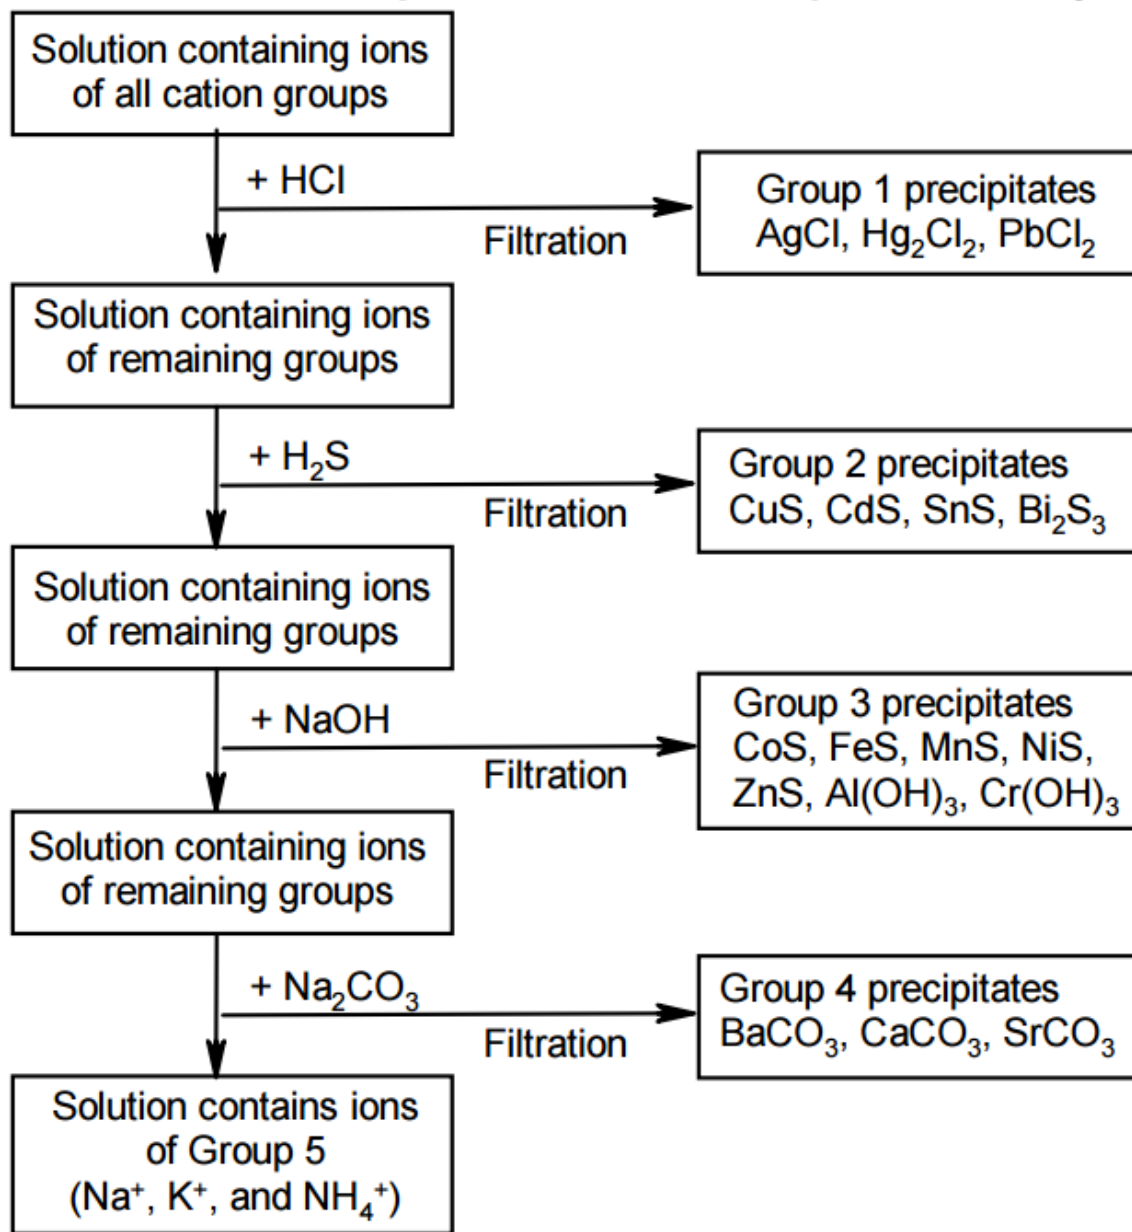 Solution containing ions
of all cation groups
+ HCl
Filtration
Group 1 precipitates
AgCl, Hg₂Cl₂, PbCl₂
Solution containing ions
of remaining groups
+ H₂S
Filtration
Group 2 precipitates
CuS, CdS, SnS, Bi₂S₃
Solution containing ions
of remaining groups
+ NaOH
Filtration
Group 3 precipitates
CoS, FeS, MnS, NiS,
ZnS, Al(OH)₃, Cr(OH)₃
Solution containing ions
of remaining groups
+ Na₂CO₃
Filtration
Group 4 precipitates
BaCO₃, CaCO₃, SrCO₃
Solution contains ions
of Group 5
(Na⁺, K⁺, and NH₄⁺)